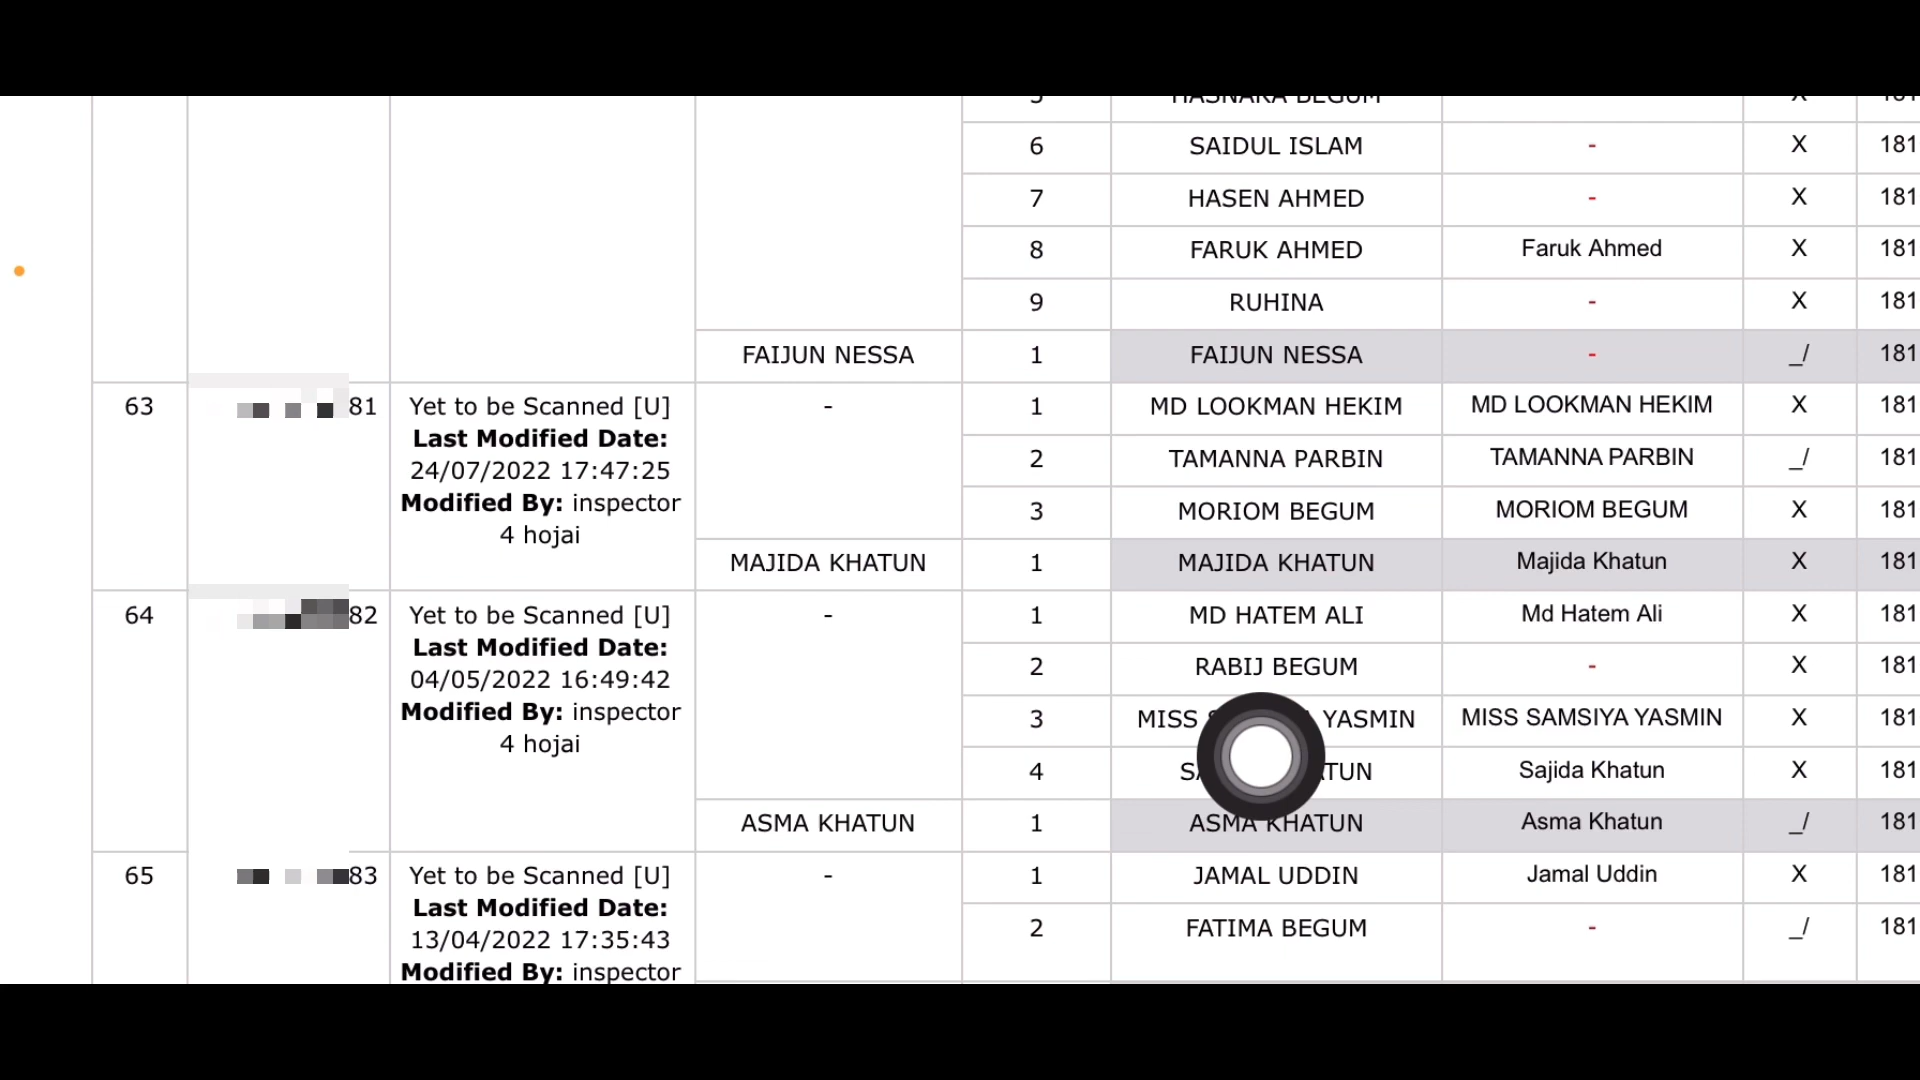 6 SAIDUL ISLAM - X 181
7 HASEN AHMED - X 181
8 FARUK AHMED Faruk Ahmed X 181
9 RUHINA - X 181
FAIJUN NESSA 1 FAIJUN NESSA - _/ 181
63 81 Yet to be Scanned [U] - 1 MD LOOKMAN HEKIM MD LOOKMAN HEKIM X 181
Last Modified Date:
24/07/2022 17:47:25 2 TAMANNA PARBIN TAMANNA PARBIN _/ 181
Modified By: inspector 3 MORIOM BEGUM MORIOM BEGUM X 181
4 hojai
MAJIDA KHATUN 1 MAJIDA KHATUN Majida Khatun X 181
64 82 Yet to be Scanned [U] - 1 MD HATEM ALI Md Hatem Ali X 181
Last Modified Date:
04/05/2022 16:49:42 2 RABIJ BEGUM - X 181
Modified By: inspector 3 MISS YASMIN MISS SAMSIYA YASMIN X 181
4 hojai
4 Sajida Khatun X 181
ASMA KHATUN 1 ASMA KHATUN Asma Khatun _/ 181
65 83 Yet to be Scanned [U] - 1 JAMAL UDDIN Jamal Uddin X 181
Last Modified Date:
13/04/2022 17:35:43 2 FATIMA BEGUM - _/ 181
Modified By: inspector